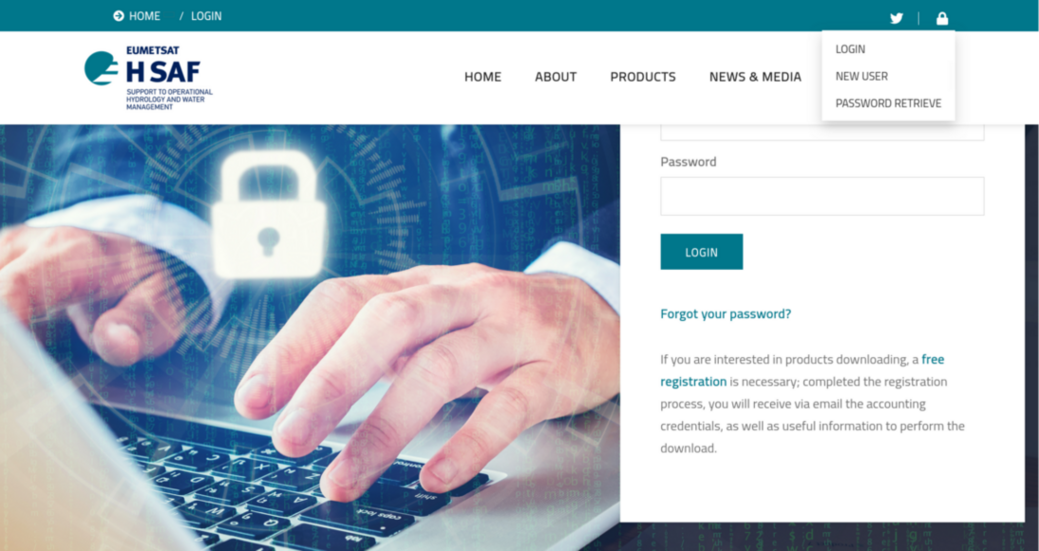 HOME / LOGIN
EUMETSAT
H SAF
SUPPORT TO OPERATIONAL
HYDROLOGY AND WATER
MANAGEMENT
HOME ABOUT PRODUCTS NEWS & MEDIA
LOGIN
NEW USER
PASSWORD RETRIEVE
Password
LOGIN
Forgot your password?
If you are interested in products downloading, a free
registration is necessary; completed the registration
process, you will receive via email the accounting
credentials, as well as useful information to perform the
download.
shift
caps lock